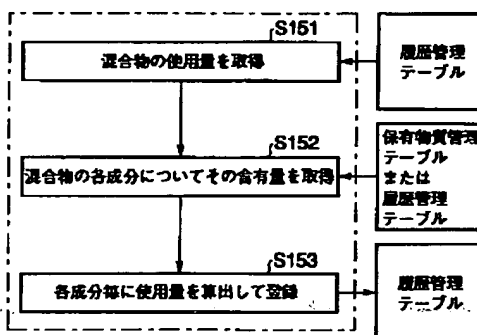 S151
混合物の使用量を取得
履歴管理
テーブル
S152
混合物の各成分についてその含有量を取得
保有物質管理
テーブル
または
履歴管理
テーブル
S153
各成分毎に使用量を算出して登録
履歴管理
テーブル